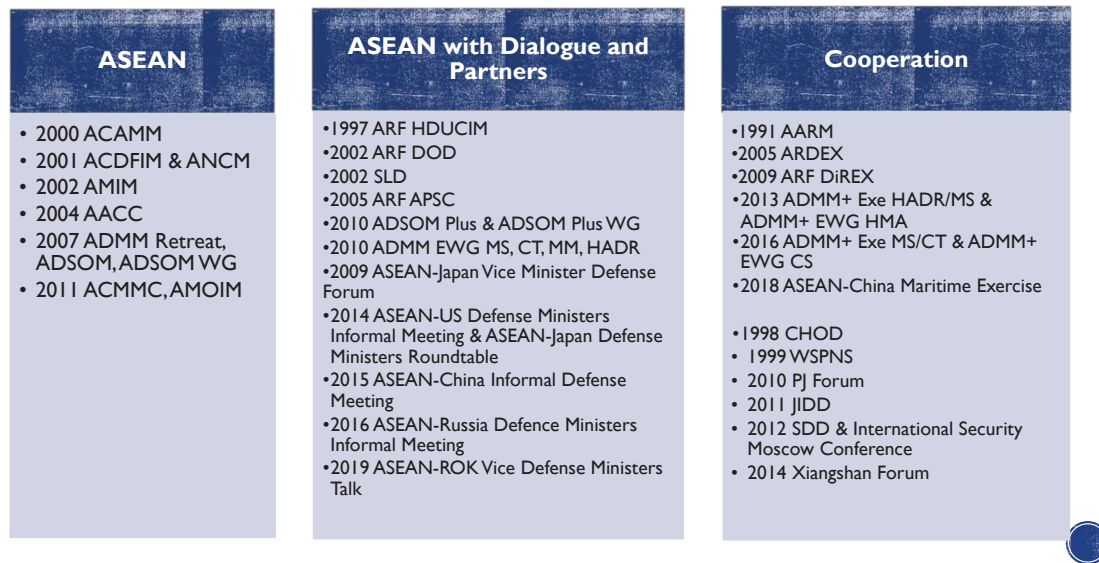 ASEAN
• 2000 ACAMM
• 2001 ACDFIM & ANCM
• 2002 AMIM
• 2004 AACC
• 2007 ADMM Retreat,
ADSOM, ADSOM WG
• 2011 ACMMC, AMOIM
ASEAN with Dialogue and
Partners
•1997 ARF HDUCIM
•2002 ARF DOD
•2002 SLD
•2005 ARF APSC
•2010 ADSOM Plus & ADSOM Plus WG
•2010 ADMM EWG MS, CT, MM, HADR
•2009 ASEAN-Japan Vice Minister Defense
Forum
•2014 ASEAN-US Defense Ministers
Informal Meeting & ASEAN-Japan Defense
Ministers Roundtable
•2015 ASEAN-China Informal Defense
Meeting
•2016 ASEAN-Russia Defence Ministers
Informal Meeting
•2019 ASEAN-ROK Vice Defense Ministers
Talk
Cooperation
•1991 AARM
•2005 ARDEX
•2009 ARF DiREX
•2013 ADMM+ Exe HADR/MS &
ADMM+ EWG HMA
•2016 ADMM+ Exe MS/CT & ADMM+
EWG CS
•2018 ASEAN-China Maritime Exercise
•1998 CHOD
• 1999 WSPNS
• 2010 PJ Forum
• 2011 JIDD
• 2012 SDD & International Security
Moscow Conference
• 2014 Xiangshan Forum